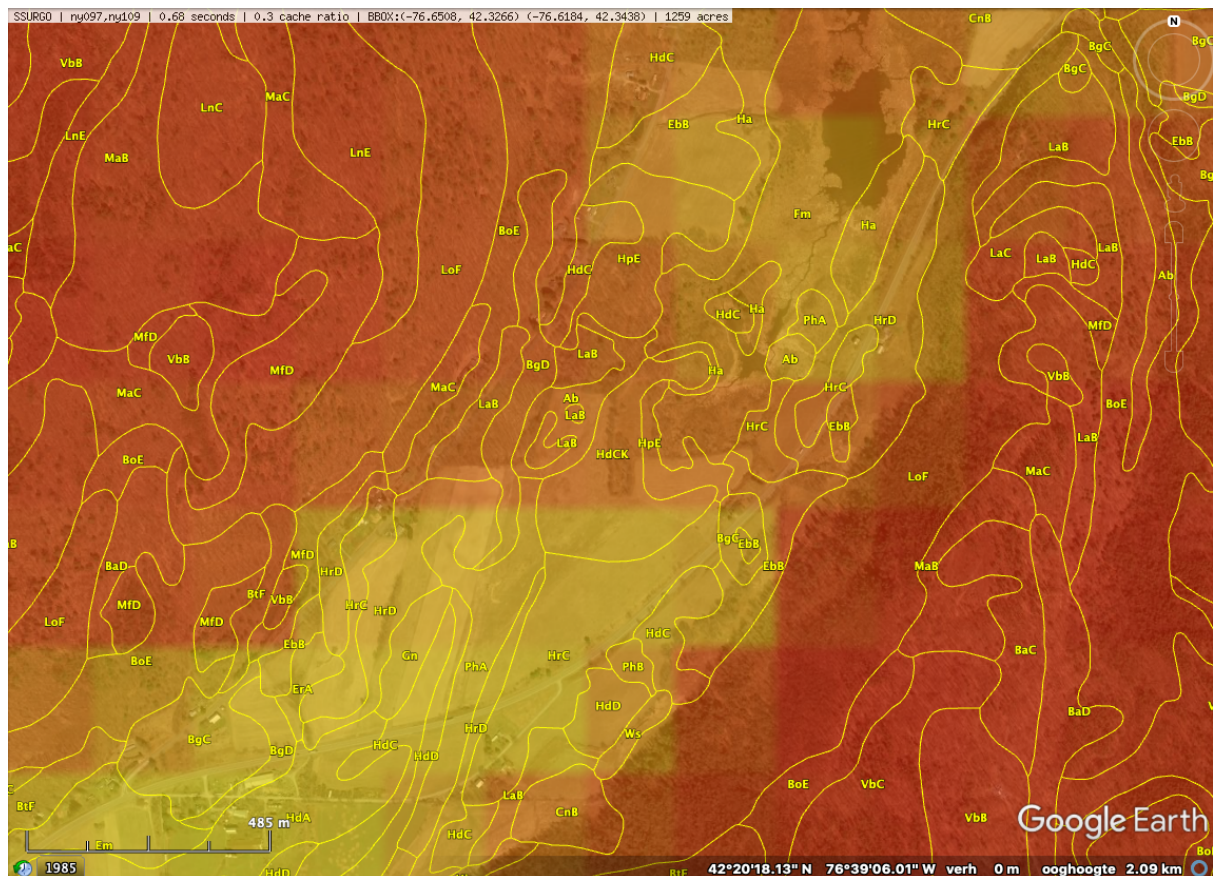 SSURGO | ny097,ny109 | 0.68 seconds | 0.3 cache ratio | BBOX:(-76.6508, 42.3266) (-76.6184, 42.3438) | 1259 acres
CnB
N
BgC
BgC
HdC
VbB
BgC
MaC
BgD
LnC
Ha
EbB
HrC
LnE
EbB
LaB
LnE
MaB
Fm
Ha
BoE
LaB
LaC
HpE
LaB
HdC
LoF
HdC
Ab
Ha
HdC
PhA
HrD
MfD
MfD
LaB
VbB
Ab
BgD
MfD
Ha
VbB
MaC
HrC
MaC
Ab
LaB
BoE
LaB
HrC
EbB
LaB
LaB
HpE
HdCK
BoE
MaC
LoF
BgC
EbB
MfD
BaD
HrD
EbB
MaB
BtF
VbB
MfD
HrC
HrD
LoF
MfD
HdC
EbB
BaC
Gn
HrC
BoE
PhA
PhB
ErA
HdD
BaD
HrD
Ws
BgC
HdC
BgD
HdD
BoE
VbC
LaB
BtF
CnB
HdA
VbB
485 m
Google Earth
HdC
Em
1985
HdD
BtF
42°20'18.13" N 76°39'06.01" W verh 0 m ooghoogte 2.09 km